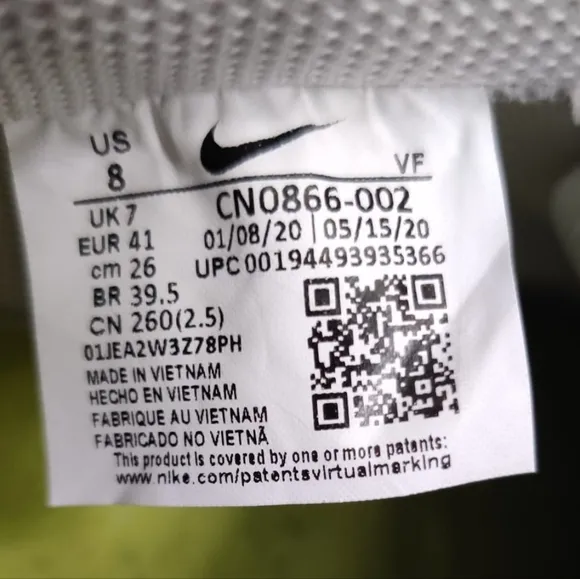 US
8
VF
UK 7
CN0866-002
EUR 41
01/08/20 | 05/15/20
cm 26
UPC 00194493935366
BR 39.5
CN 260(2.5)
01JEA2W3Z78PH
MADE IN VIETNAM
HECHO EN VIETNAM
FABRIQUE AU VIETNAM
FABRICADO NO VIETNÃ
This product is covered by one or more patents:
www.nike.com/patentsvirtualmarking